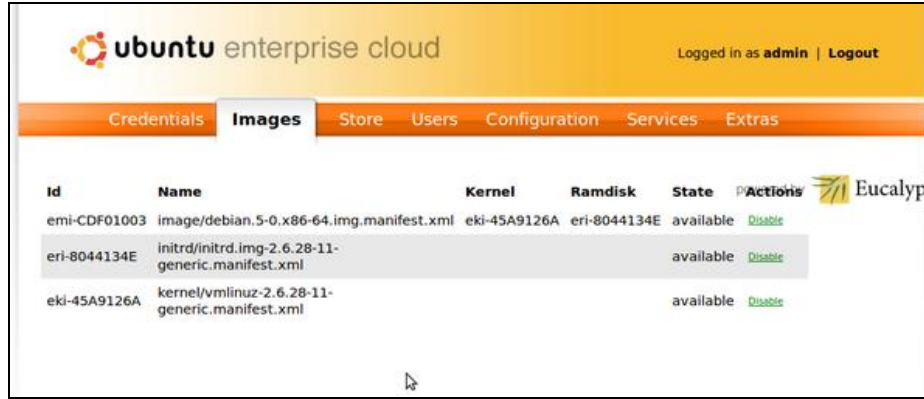 ubuntu enterprise cloud
Logged in as admin | Logout
Credentials Images Store Users Configuration Services Extras
Id Name Kernel Ramdisk State Actions
powered by Eucalyp
emi-CDF01003 image/debian.5-0.x86-64.img.manifest.xml eki-45A9126A eri-8044134E available Disable
eri-8044134E initrd/initrd.img-2.6.28-11-
generic.manifest.xml available Disable
eki-45A9126A kernel/vmlinuz-2.6.28-11-
generic.manifest.xml available Disable